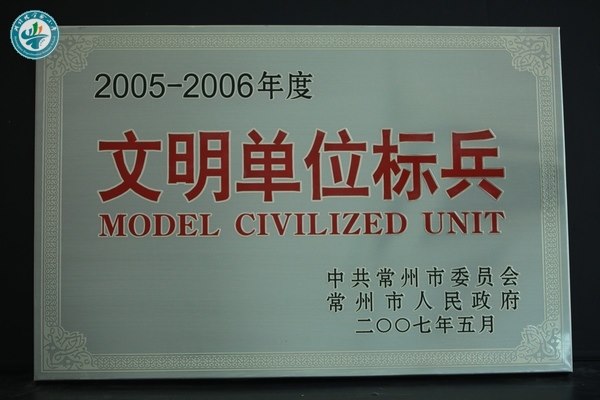 2005-2006年度
文明单位标兵
MODEL CIVILIZED UNIT
中共常州市委员会
常州市人民政府
二〇〇七年五月